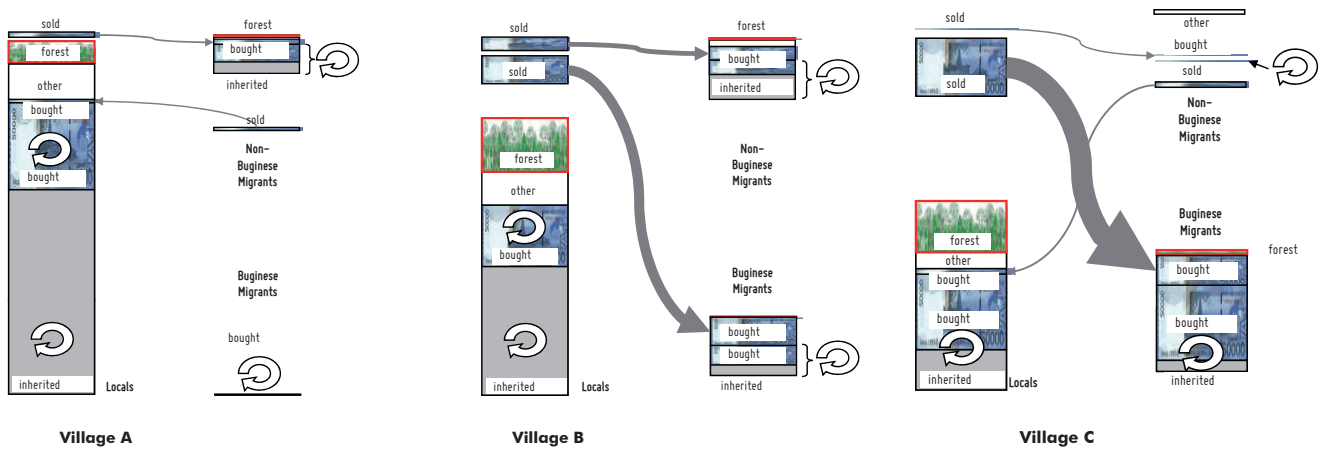 sold
forest
other
bought
bought
inherited
Locals
forest
bought
inherited
sold
Non-
Buginese
Migrants
Buginese
Migrants
bought
Village A
sold
sold
forest
other
bought
inherited
Locals
forest
bought
inherited
Non-
Buginese
Migrants
Buginese
Migrants
bought
bought
inherited
Village B
sold
sold
forest
other
bought
bought
inherited
Locals
other
bought
sold
Non-
Buginese
Migrants
Buginese
Migrants
forest
bought
bought
inherited
Village C